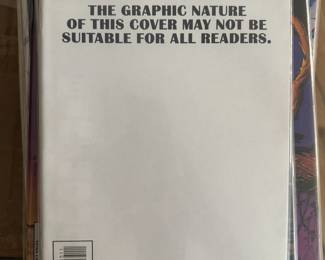 THE GRAPHIC NATURE
OF THIS COVER MAY NOT BE
SUITABLE FOR ALL READERS.